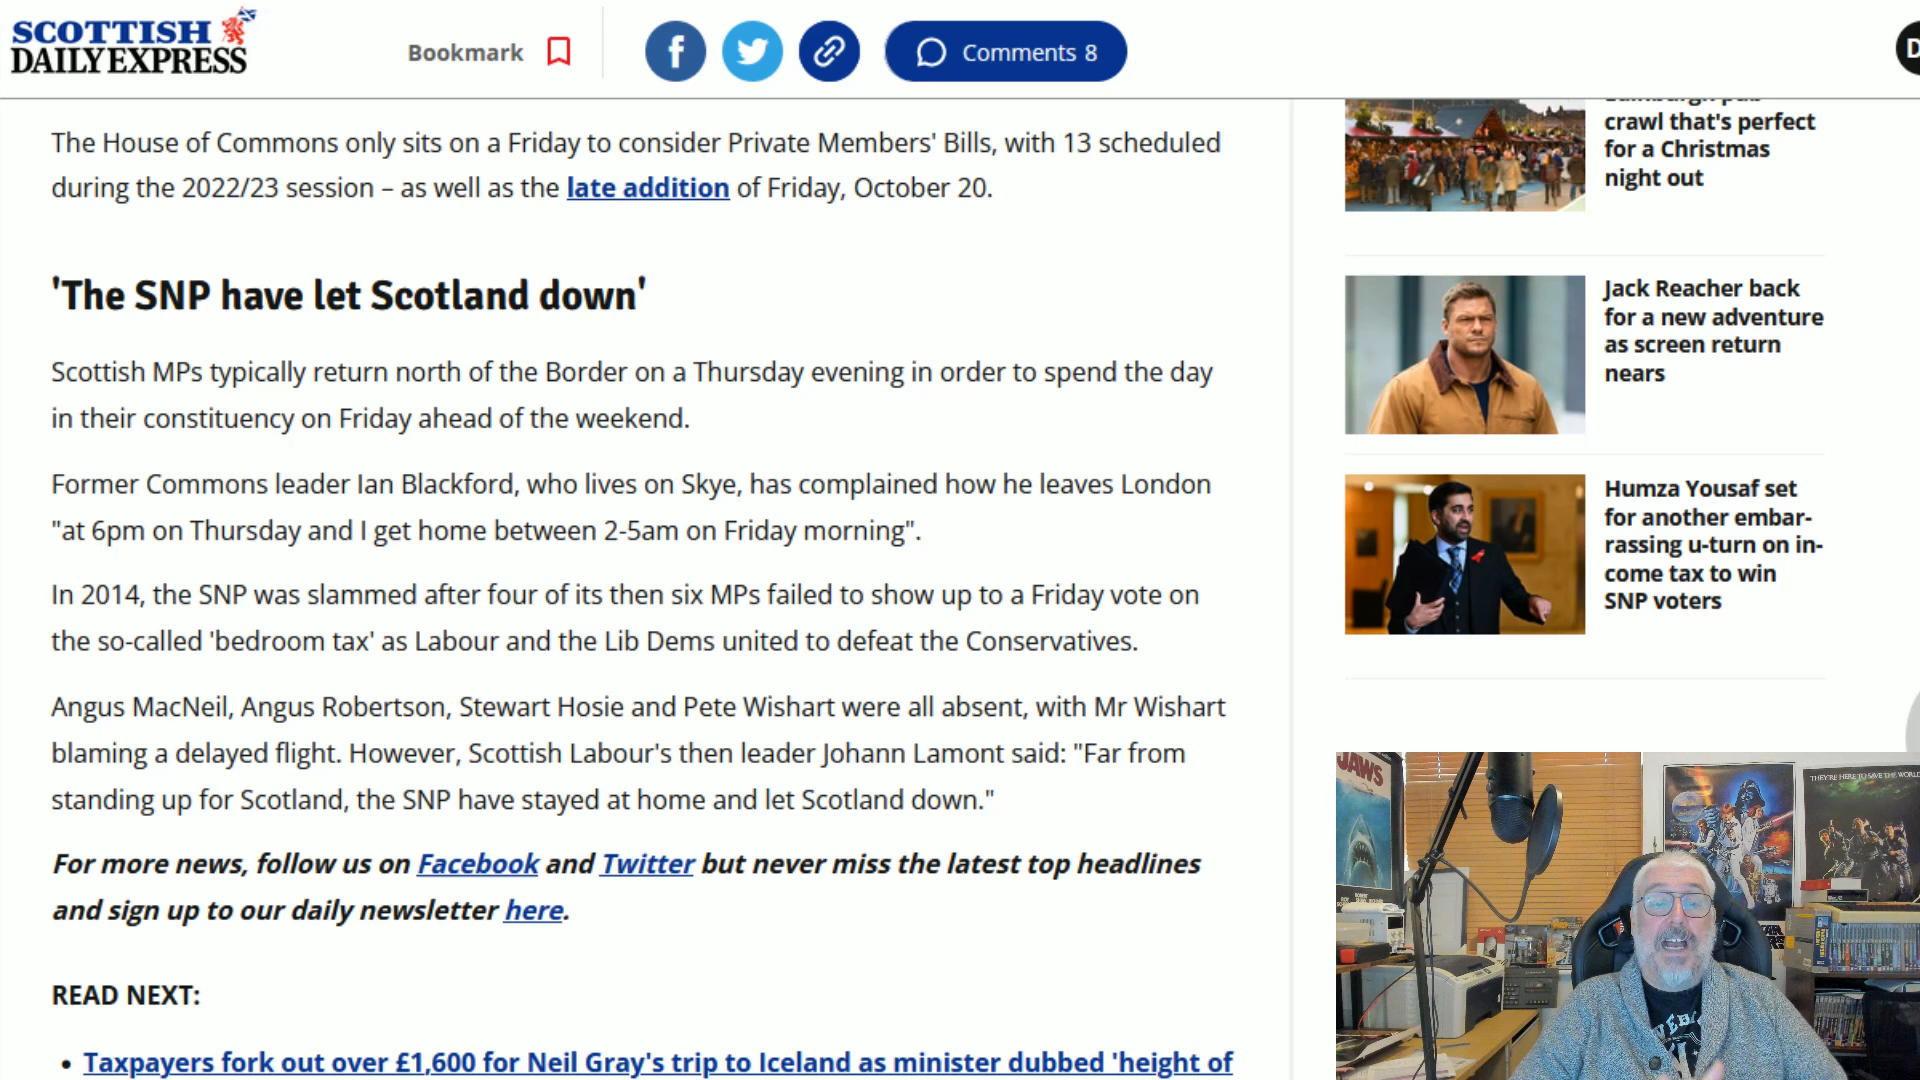 SCOTTISH
DAILY EXPRESS
Bookmark
Comments 8
The House of Commons only sits on a Friday to consider Private Members' Bills, with 13 scheduled
during the 2022/23 session – as well as the late addition of Friday, October 20.
'The SNP have let Scotland down'
Scottish MPs typically return north of the Border on a Thursday evening in order to spend the day
in their constituency on Friday ahead of the weekend.
Former Commons leader Ian Blackford, who lives on Skye, has complained how he leaves London
"at 6pm on Thursday and I get home between 2-5am on Friday morning".
In 2014, the SNP was slammed after four of its then six MPs failed to show up to a Friday vote on
the so-called 'bedroom tax' as Labour and the Lib Dems united to defeat the Conservatives.
Angus MacNeil, Angus Robertson, Stewart Hosie and Pete Wishart were all absent, with Mr Wishart
blaming a delayed flight. However, Scottish Labour's then leader Johann Lamont said: "Far from
standing up for Scotland, the SNP have stayed at home and let Scotland down."
For more news, follow us on Facebook and Twitter but never miss the latest top headlines
and sign up to our daily newsletter here.
READ NEXT:
• Taxpayers fork out over £1,600 for Neil Gray's trip to Iceland as minister dubbed 'height of
crawl that's perfect
for a Christmas
night out
Jack Reacher back
for a new adventure
as screen return
nears
Humza Yousaf set
for another embar-
rassing u-turn on in-
come tax to win
SNP voters
JAWS
THEY'RE HERE TO SAVE THE WORLD